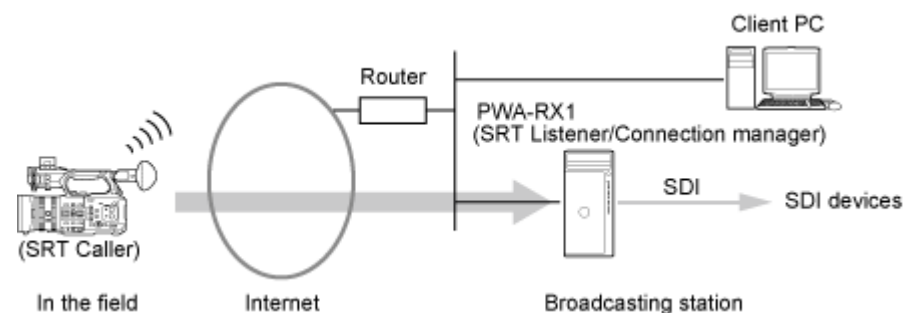 Client PC
Router
PWA-RX1
(SRT Listener/Connection manager)
SDI
SDI devices
(SRT Caller)
In the field
Internet
Broadcasting station